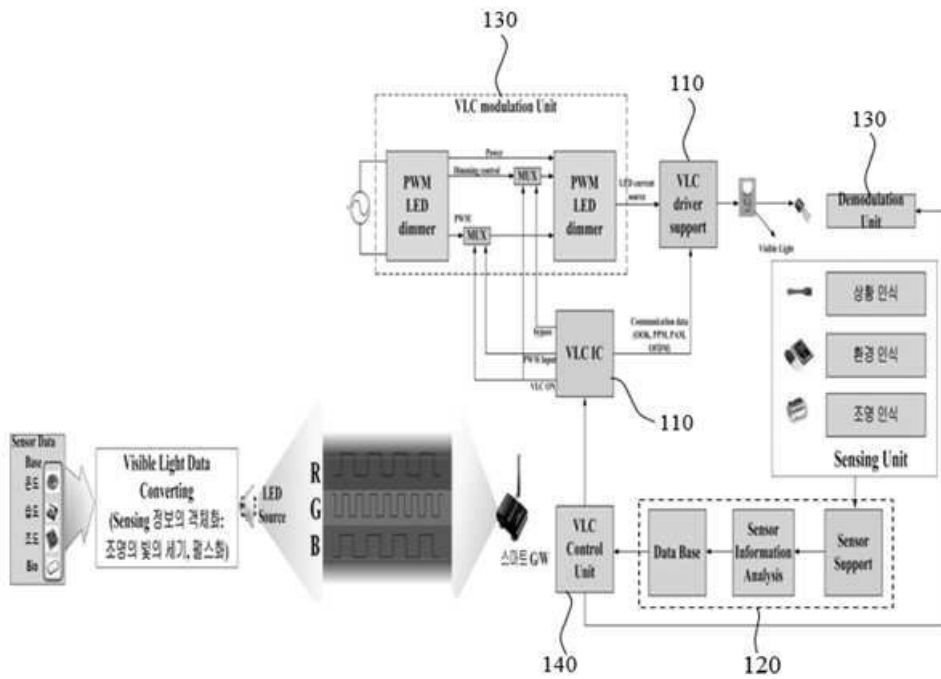 130
VLC modulation Unit
110
130
Power
Dimming control
MUX
PWM
LED
dimmer
PWM
MUX
PWM
LED
dimmer
LED current
source
VLC
driver
support
Visible Light
Demodulation
Unit
상황 인식
환경 인식
조명 인식
Sensing Unit
bypass
PWM Input
VLC ON
VLC IC
Communication data
(OOK, PPM, PAM,
OFDM)
110
Sensor Data
Base
온도
습도
조도
Bio
Visible Light Data
Converting
(Sensing 정보의
조명의 빛의 세기, 펄스화)
LED
Source
R
G
B
스마트 G/W
VLC
Control
Unit
Data Base
Sensor
Information
Analysis
Sensor
Support
140
120